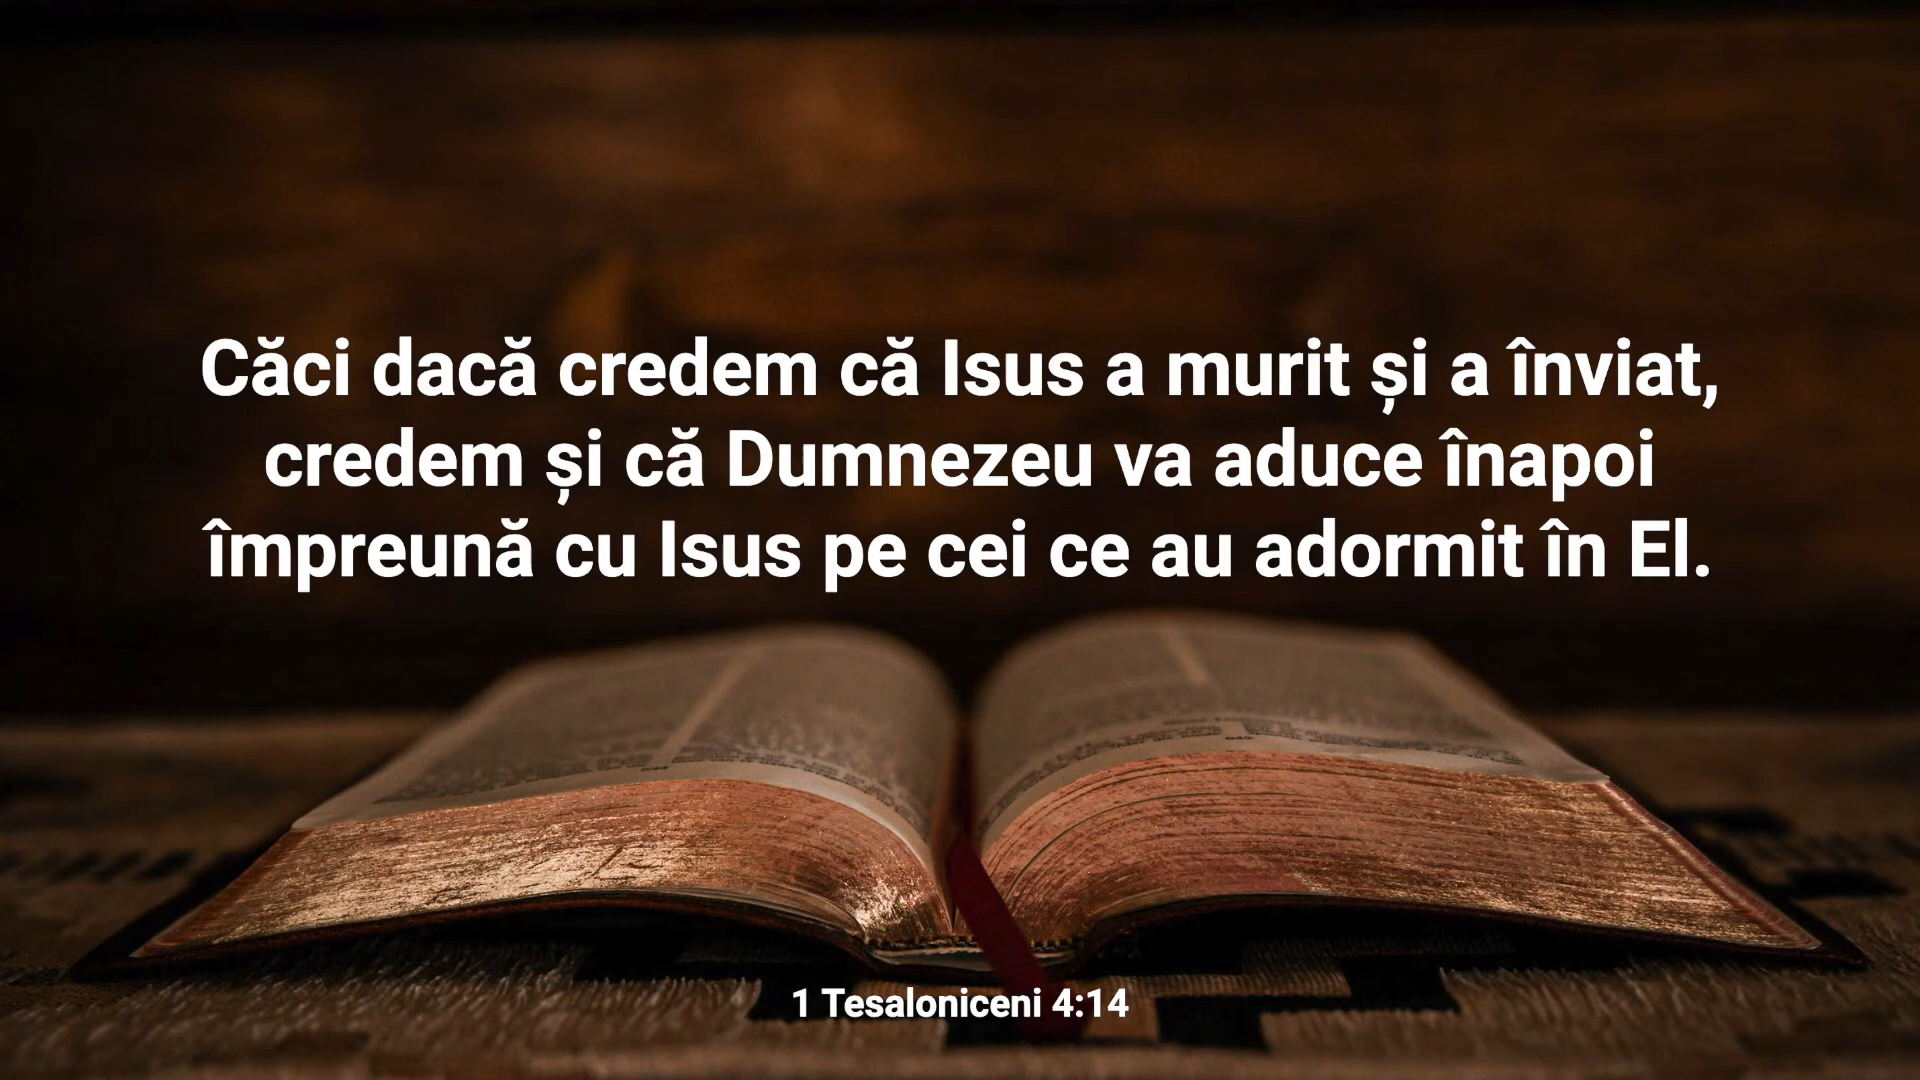 Căci dacă credem că Isus a murit și a înviat,
credem și că Dumnezeu va aduce înapoi
împreună cu Isus pe cei ce au adormit în El.
1 Tesaloniceni 4:14